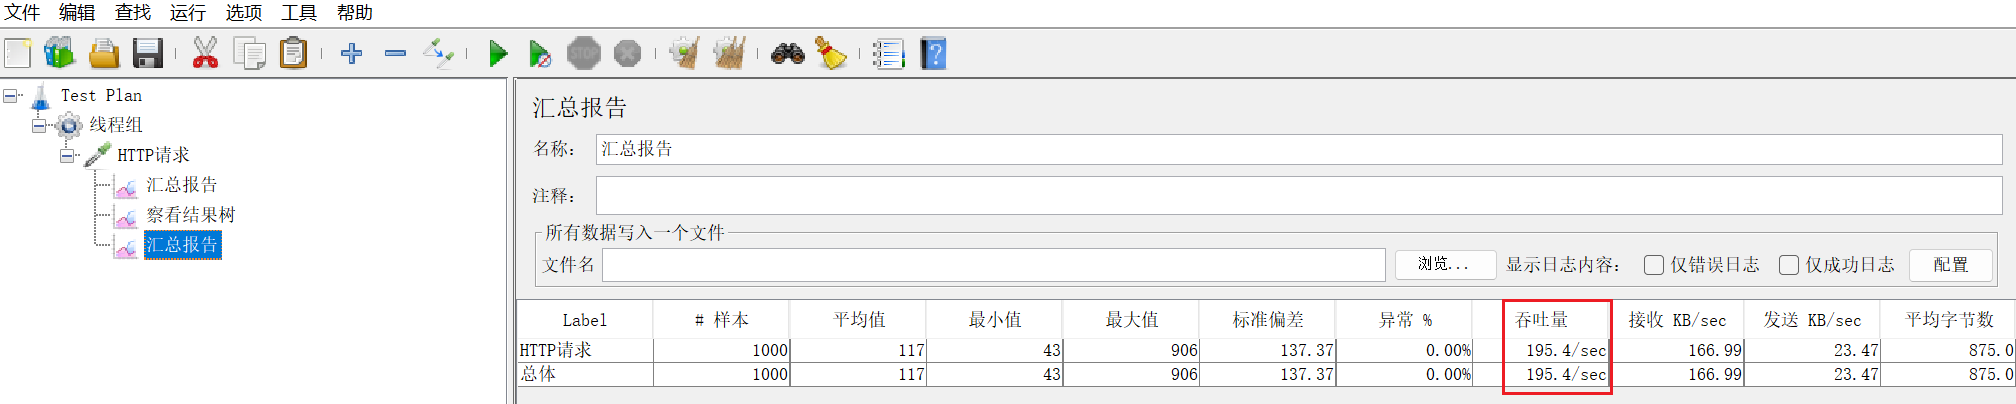 文件 编辑 查找 运行 选项 工具 帮助
STOP
Test Plan
线程组
HTTP请求
汇总报告
察看结果树
汇总报告
汇总报告
名称： 汇总报告
注释：
所有数据写入一个文件
文件名 浏览... 显示日志内容： 仅错误日志 仅成功日志 配置
Label # 样本 平均值 最小值 最大值 标准偏差 异常 % 吞吐量 接收 KB/sec 发送 KB/sec 平均字节数
HTTP请求 1000 117 43 906 137.37 0.00% 195.4/sec 166.99 23.47 875.0
总体 1000 117 43 906 137.37 0.00% 195.4/sec 166.99 23.47 875.0